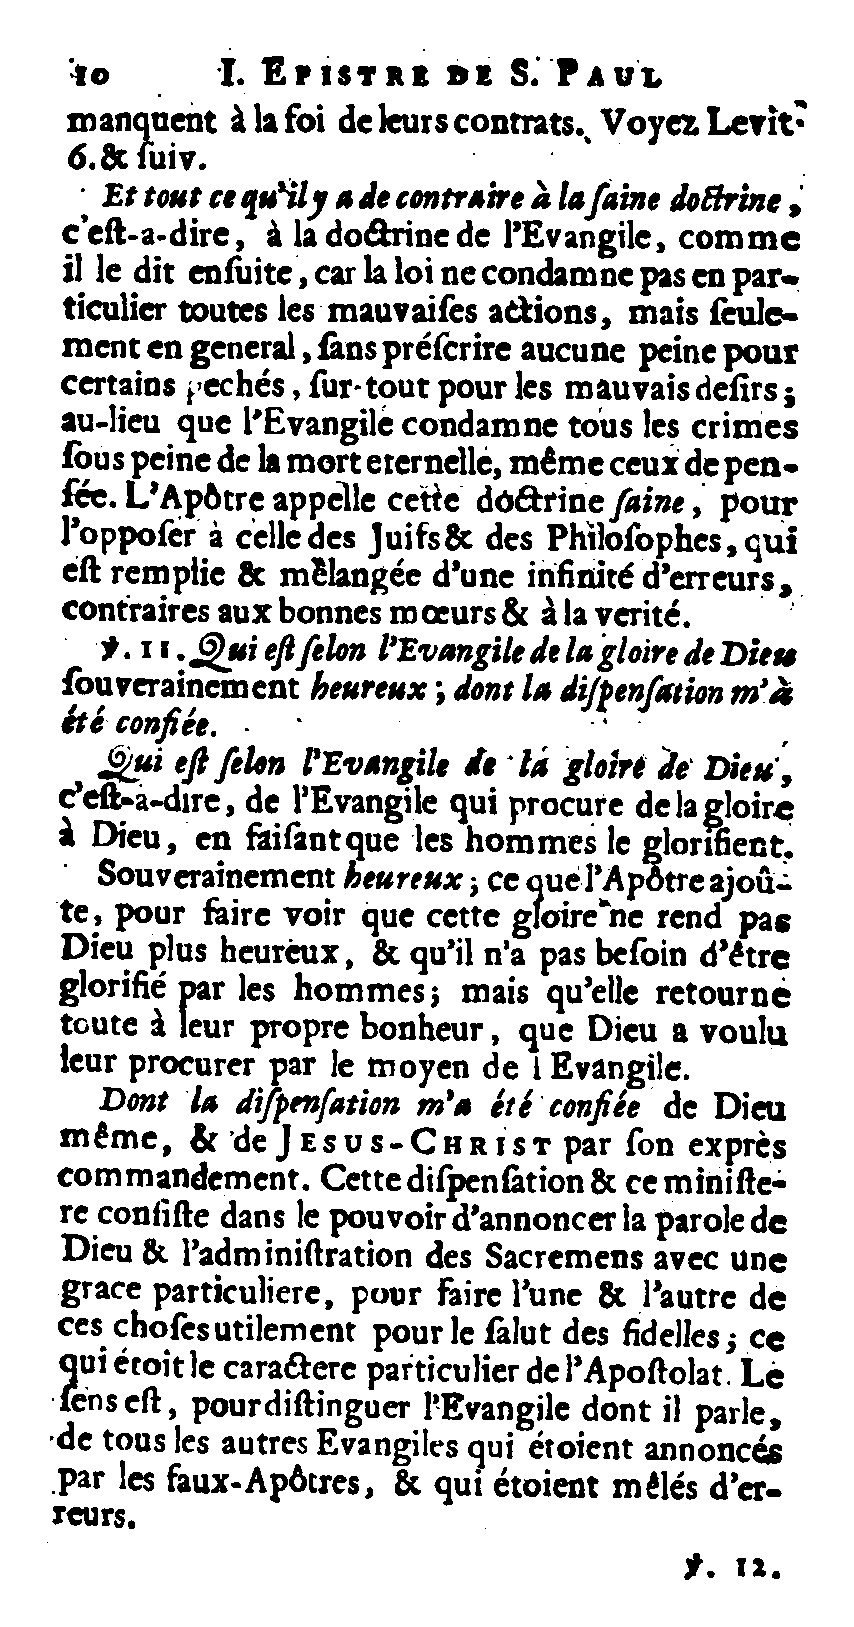 10 I. EPISTRE DE S. PAUL
manquent à la foi de leurs contrats. Voyez Levit.
6. & ſuiv.
Et tout ce qu'il y a de contraire à la ſaine doctrine,
c'eſt-a-dire, à la doctrine de l'Evangile, comme
il le dit enſuite, car la loi ne condamne pas en par-
ticulier toutes les mauvaiſes actions, mais ſeule-
ment en general, ſans préſcrire aucune peine pour
certains pechés, ſur-tout pour les mauvais deſirs;
au-lieu que l'Evangile condamne tous les crimes
ſous peine de la mort eternelle, même ceux de pen-
ſée. L'Apôtre appelle cette doctrine ſaine, pour
l'oppoſer à celle des Juifs & des Philoſophes, qui
eſt remplie & mêlangée d'une infinité d'erreurs,
contraires aux bonnes mœurs & à la verité.
℣. 11. Qui eſt ſelon l'Evangile de la gloire de Dieu
ſouverainement heureux; dont la diſpenſation m'a
été confiée.
Qui eſt ſelon l'Evangile de la gloire de Dieu,
c'eſt-a-dire, de l'Evangile qui procure de la gloire
à Dieu, en faiſant que les hommes le glorifient.
Souverainement heureux; ce que l'Apôtre ajoû-
te, pour faire voir que cette gloire ne rend pas
Dieu plus heureux, & qu'il n'a pas beſoin d'être
glorifié par les hommes; mais qu'elle retourne
toute à leur propre bonheur, que Dieu a voulu
leur procurer par le moyen de l Evangile.
Dont la diſpenſation m'a été confiée de Dieu
même, & de JESUS-CHRIST par ſon exprès
commandement. Cette diſpenſation & ce miniſte-
re conſiſte dans le pouvoir d'annoncer la parole de
Dieu & l'adminiſtration des Sacremens avec une
grace particuliere, pour faire l'une & l'autre de
ces choſes utilement pour le ſalut des fidelles; ce
qui étoit le caractere particulier de l'Apoſtolat. Le
ſens eſt, pour diſtinguer l'Evangile dont il parle,
de tous les autres Evangiles qui étoient annoncés
par les faux-Apôtres, & qui étoient mêlés d'er-
reurs.
℣. 12.